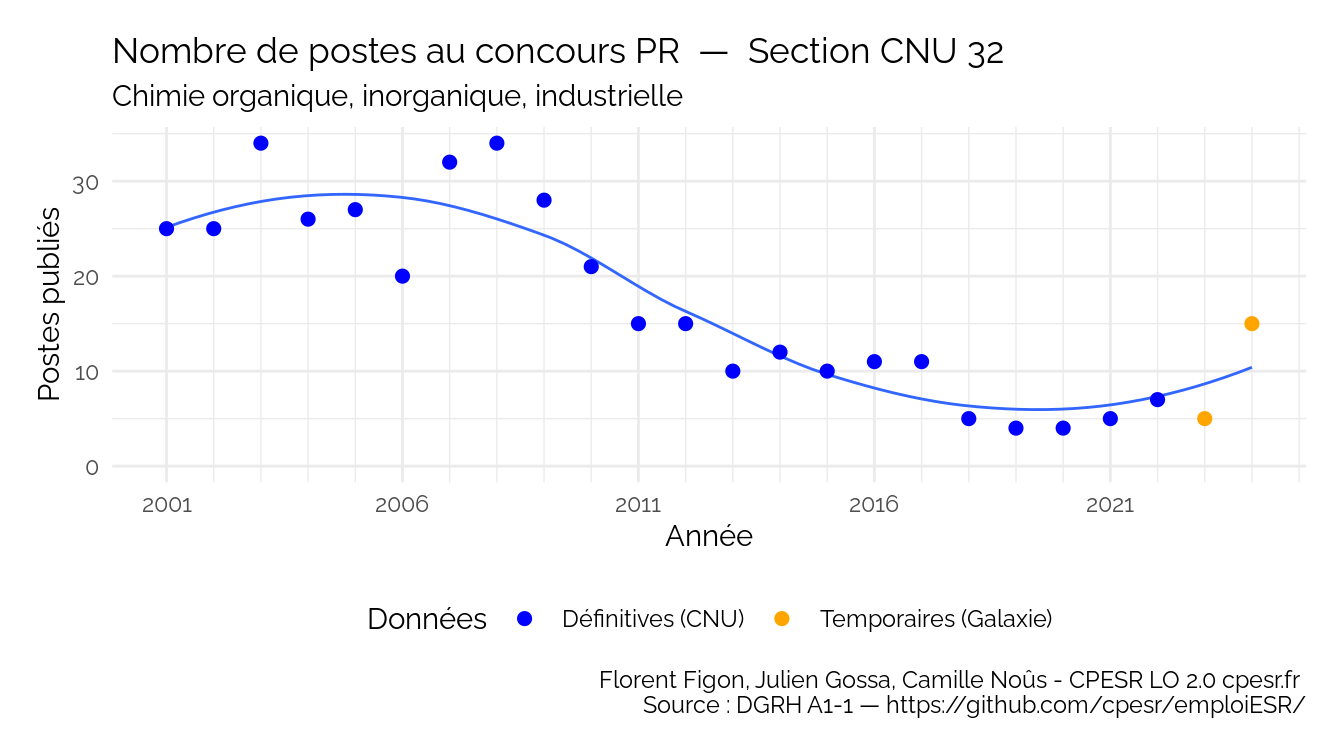 Nombre de postes au concours PR — Section CNU 32
Chimie organique, inorganique, industrielle
Postes publiés
30
20
10
0
2001 2006 2011 2016 2021
Année
Données Définitives (CNU) Temporaires (Galaxie)
Florent Figon, Julien Gossa, Camille Noûs - CPESR LO 2.0 cpesr.fr
Source : DGRH A1-1 — https://github.com/cpesr/emploiESR/